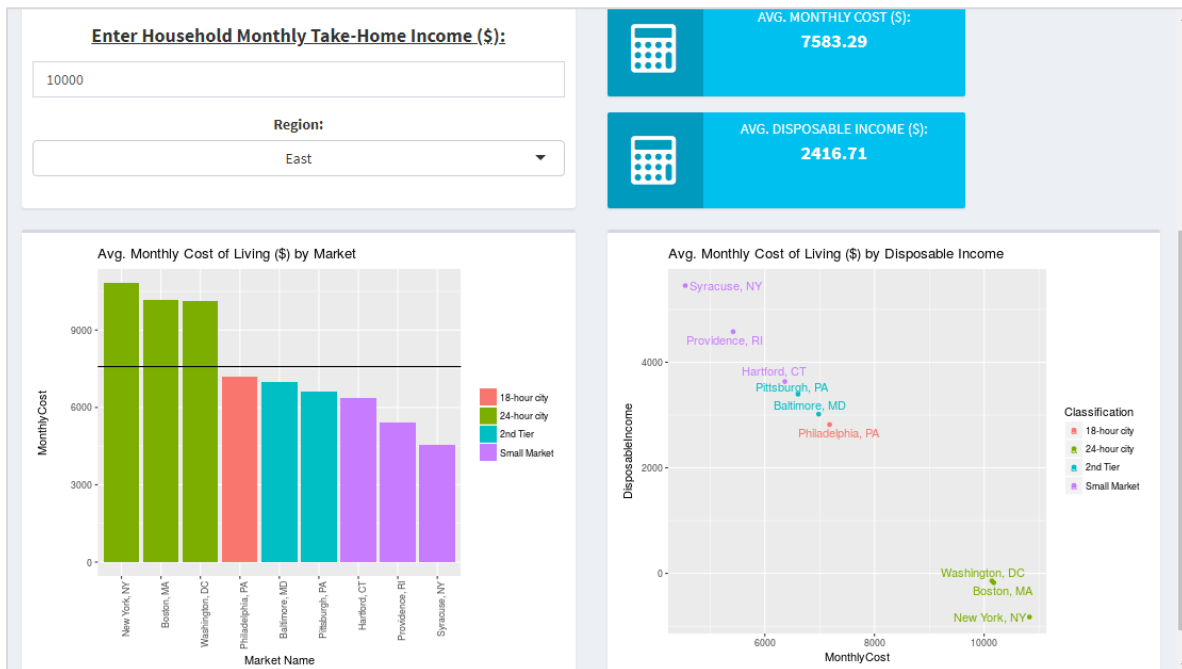 Enter Household Monthly Take-Home Income ($):
10000
Region:
East
AVG. MONTHLY COST ($):
7583.29
AVG. DISPOSABLE INCOME ($):
2416.71
Avg. Monthly Cost of Living ($) by Market
MonthlyCost
9000
6000
3000
0
New York, NY
Boston, MA
Washington, DC
Philadelphia, PA
Baltimore, MD
Pittsburgh, PA
Hartford, CT
Providence, RI
Syracuse, NY
Market Name
18-hour city
24-hour city
2nd Tier
Small Market
Avg. Monthly Cost of Living ($) by Disposable Income
DisposableIncome
4000
2000
0
Syracuse, NY
Providence, RI
Hartford, CT
Pittsburgh, PA
Baltimore, MD
Philadelphia, PA
Washington, DC
Boston, MA
New York, NY
6000
8000
10000
MonthlyCost
Classification
18-hour city
24-hour city
2nd Tier
Small Market